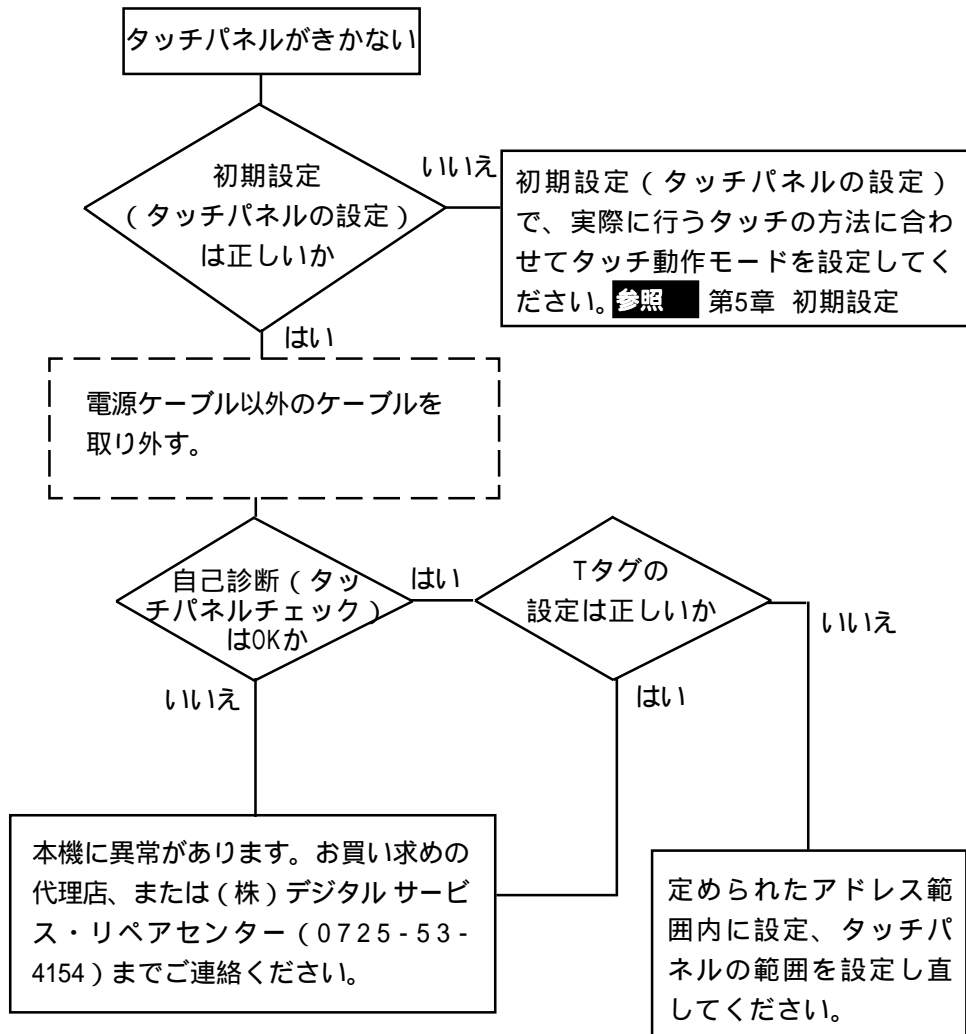 タッチパネルがきかない
初期設定
(タッチパネルの設定)
は正しいか
いいえ
初期設定(タッチパネルの設定)
で、実際に行うタッチの方法に合わ
せてタッチ動作モードを設定してく
ださい。参照 第5章 初期設定
はい
電源ケーブル以外のケーブルを
取り外す。
自己診断(タッ
チパネルチェック)
はOKか
はい
Tタグの
設定は正しいか
いいえ
いいえ
はい
本機に異常があります。お買い求めの
代理店、または(株)デジタル サービ
ス・リペアセンター(0725-53-
4154)までご連絡ください。
定められたアドレス範
囲内に設定、タッチパ
ネルの範囲を設定し直
してください。